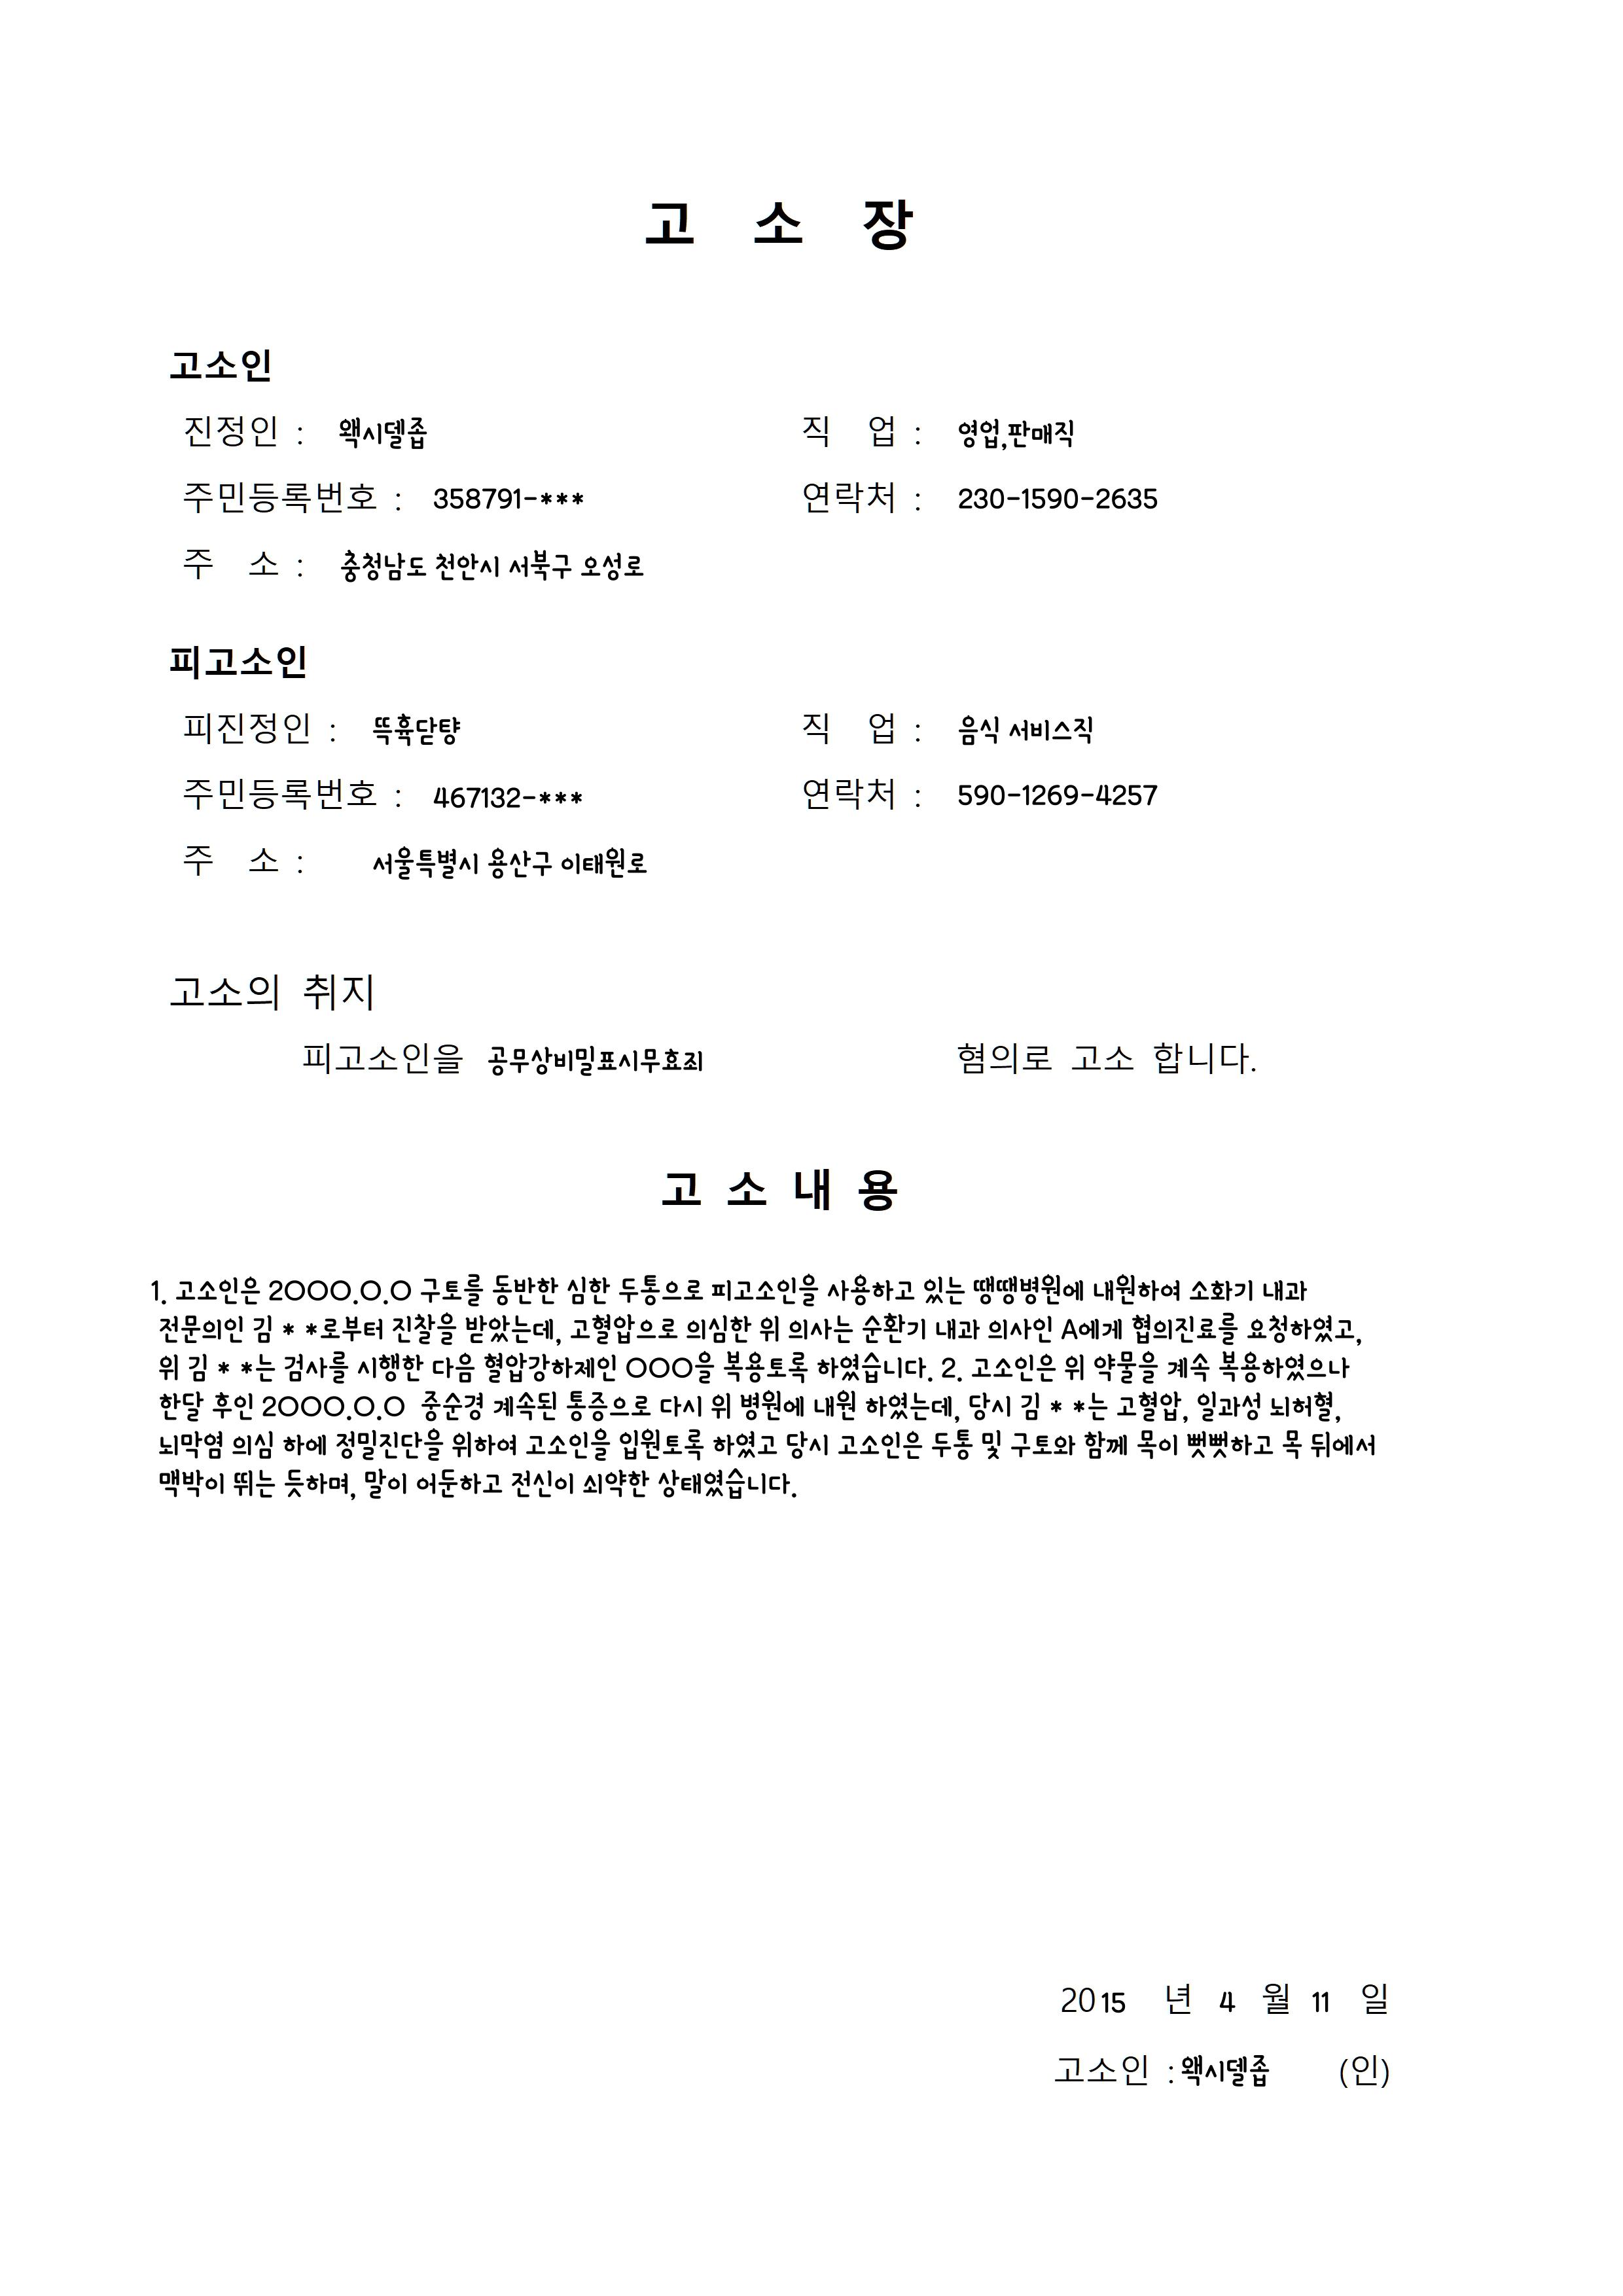 고 소 장
고소인
진정인 : 왝시델좁 직 업 : 영업,판매직
주민등록번호 : 358791-*** 연락처 : 230-1590-2635
주 소 : 충청남도 천안시 서북구 오성로
피고소인
피진정인 : 뜩휵닫턍 직 업 : 음식 서비스직
주민등록번호 : 467132-*** 연락처 : 590-1269-4257
주 소 : 서울특별시 용산구 이태원로
고소의 취지
피고소인을 공무상비밀표시무효죄 혐의로 고소 합니다.
고 소 내 용
1. 고소인은 2○○○.○.○ 구토를 동반한 심한 두통으로 피고소인을 사용하고 있는 땡땡병원에 내원하여 소화기 내과
전문의인 김 * *로부터 진찰을 받았는데, 고혈압으로 의심한 위 의사는 순환기 내과 의사인 A에게 협의진료를 요청하였고,
위 김 * *는 검사를 시행한 다음 혈압강하제인 ○○○을 복용토록 하였습니다. 2. 고소인은 위 약물을 계속 복용하였으나
한달 후인 2○○○.○.○ 중순경 계속된 통증으로 다시 위 병원에 내원 하였는데, 당시 김 * *는 고혈압, 일과성 뇌허혈,
뇌막염 의심 하에 정밀진단을 위하여 고소인을 입원토록 하였고 당시 고소인은 두통 및 구토와 함께 목이 뻣뻣하고 목 뒤에서
맥박이 뛰는 듯하며, 말이 어둔하고 전신이 쇠약한 상태였습니다.
2015 년 4 월 11 일
고소인 : 왝시델좁 (인)